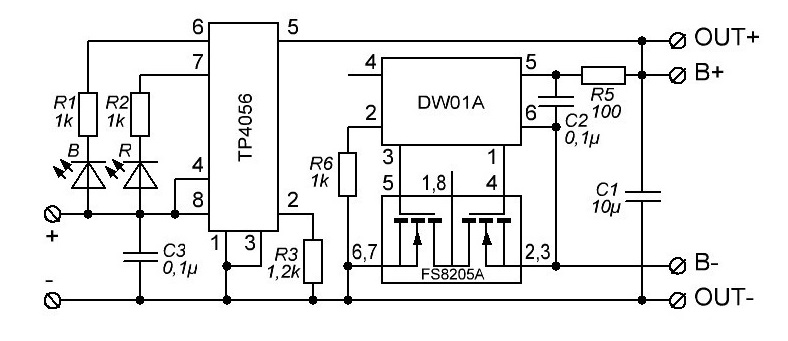 6
5
OUT+
7
4
5
B+
R1
1k
R2
1k
TP4056
DW01A
R5
100
2
6
C2
0,1µ
B
R
4
R6
1k
3
1
8
2
5
1,8
4
C1
10µ
+
1
3
R3
1,2k
C3
0,1µ
6,7
2,3
FS8205A
B-
-
OUT-